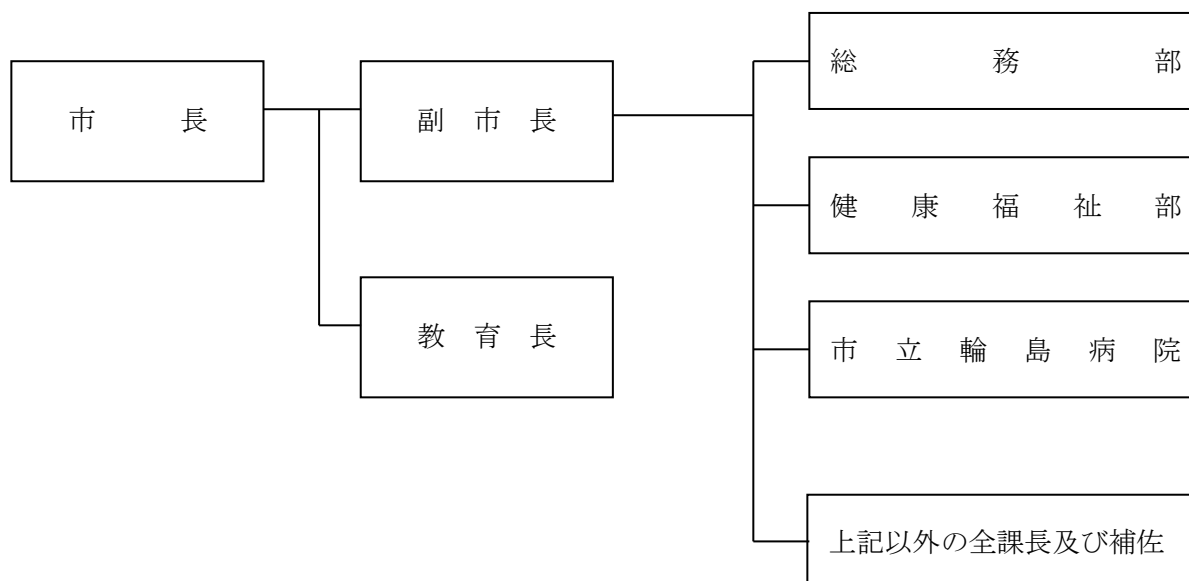 市長
副市長
教育長
総務部
健康福祉部
市立輪島病院
上記以外の全課長及び補佐